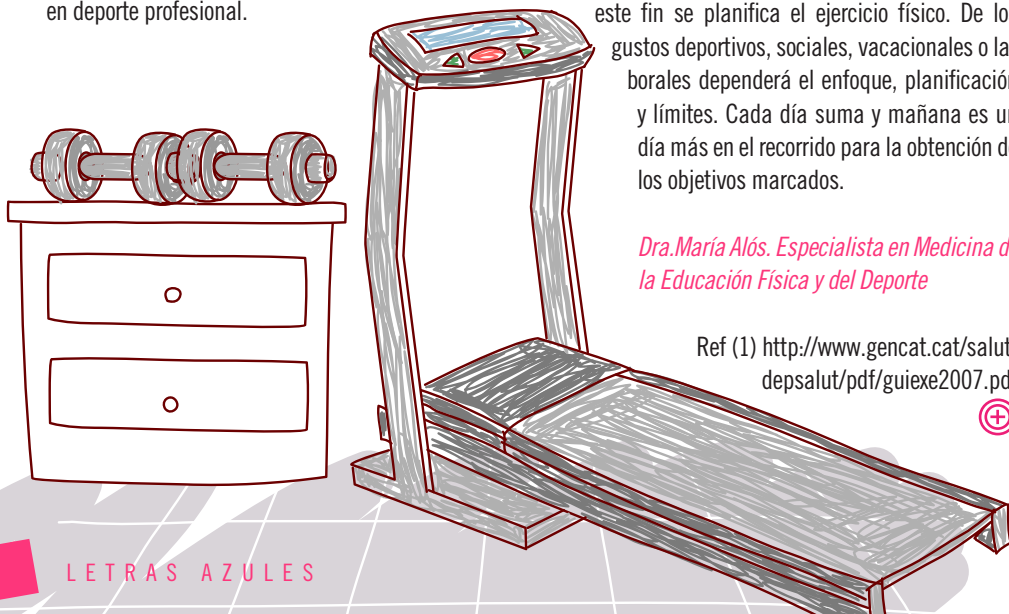 en deporte profesional.
este fin se planifica el ejercicio físico. De lo
gustos deportivos, sociales, vacacionales o la
borales dependerá el enfoque, planificación
y límites. Cada día suma y mañana es un
día más en el recorrido para la obtención de
los objetivos marcados.
Dra.María Alós. Especialista en Medicina d
la Educación Física y del Deporte
Ref (1) http://www.gencat.cat/salut
depsalut/pdf/guiexe2007.pd
LETRAS AZULES